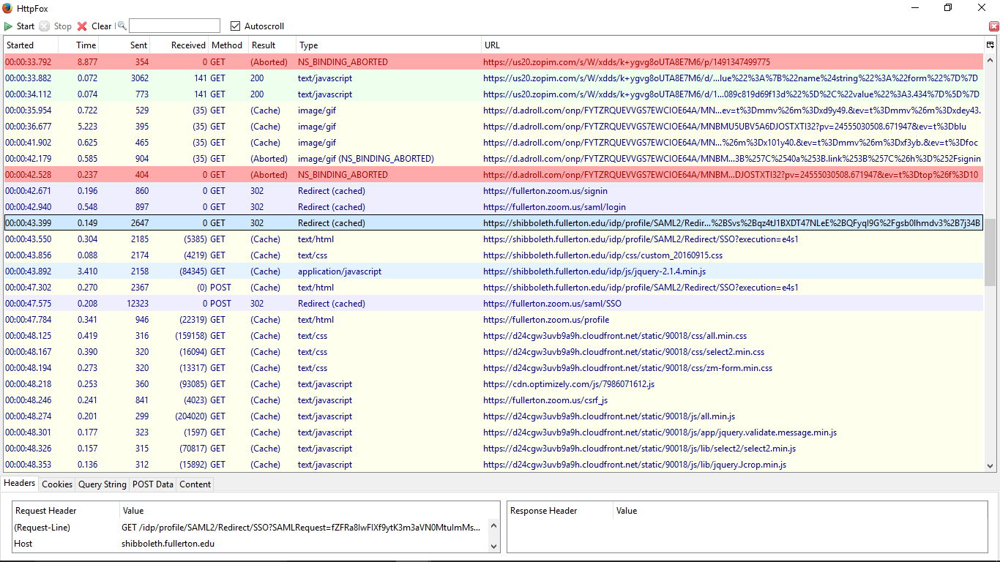 HttpFox
Start Stop Clear Autoscroll
Started Time Sent Received Method Result Type URL
00:00:33.792 8.877 354 0 GET (Aborted) NS_BINDING_ABORTED https://us20.zopim.com/s/W/xdds/k+ygvg8oUTA8E7M6/p/1491347499775
00:00:33.882 0.072 3062 141 GET 200 text/javascript https://us20.zopim.com/s/W/xdds/k+ygvg8oUTA8E7M6/d/...lue%22%3A%7B%22name%24string%22%3A%22form%22%7D%7D
00:00:34.112 0.074 773 141 GET 200 text/javascript https://us20.zopim.com/s/W/xdds/k+ygvg8oUTA8E7M6/d/1...089c819d69f13d%22%5D%2C%22value%22%3A3.434%7D%5D%7D
00:00:35.954 0.722 529 (35) GET (Cache) image/gif https://d.adroll.com/onp/FYTZRQUEVVGS7EWCIOE64A/MN...ev=t%3Dmmv%26m%3Dxd9y49.&ev=t%3Dmmv%26m%3Dxdey43.
00:00:36.677 5.223 395 (35) GET (Cache) image/gif https://d.adroll.com/onp/FYTZRQUEVVGS7EWCIOE64A/MNBMU5UBV5A6DJOSTXTI32?pv=24555030508.671947&ev=t%3Dblu
00:00:41.902 0.625 465 (35) GET (Cache) image/gif https://d.adroll.com/onp/FYTZRQUEVVGS7EWCIOE64A/MN...%26m%3Dx101y40.&ev=t%3Dmmv%26m%3Dxf3yb.&ev=t%3Dfoc
00:00:42.179 0.585 904 (35) GET (Aborted) image/gif (NS_BINDING_ABORTED) https://d.adroll.com/onp/FYTZRQUEVVGS7EWCIOE64A/MNBM...3B%257C%2540a%253B.link%253B%257C%26h%3D%252Fsignin
00:00:42.528 0.237 404 0 GET (Aborted) NS_BINDING_ABORTED https://d.adroll.com/onp/FYTZRQUEVVGS7EWCIOE64A/MNBM...DJOSTXTI32?pv=24555030508.671947&ev=t%3Dtop%26f%3D10
00:00:42.671 0.196 860 0 GET 302 Redirect (cached) https://fullerton.zoom.us/signin
00:00:42.940 0.548 897 0 GET 302 Redirect (cached) https://fullerton.zoom.us/saml/login
00:00:43.399 0.149 2647 0 GET 302 Redirect (cached) https://shibboleth.fullerton.edu/idp/profile/SAML2/Redir...%2BSvs%2Bqz4tJ1BXDT47NLeE%2BQFyql9G%2Fgsb0Ihmdv3%2B7j34B
00:00:43.550 0.304 2185 (5385) GET (Cache) text/html https://shibboleth.fullerton.edu/idp/profile/SAML2/Redirect/SSO?execution=e4s1
00:00:43.856 0.088 2174 (4219) GET (Cache) text/css https://shibboleth.fullerton.edu/idp/css/custom_20160915.css
00:00:43.892 3.410 2158 (84345) GET (Cache) application/javascript https://shibboleth.fullerton.edu/idp/js/jquery-2.1.4.min.js
00:00:47.302 0.270 2367 (0) POST (Cache) text/html https://shibboleth.fullerton.edu/idp/profile/SAML2/Redirect/SSO?execution=e4s1
00:00:47.575 0.208 12323 0 POST 302 Redirect (cached) https://fullerton.zoom.us/saml/SSO
00:00:47.784 0.341 946 (22319) GET (Cache) text/html https://fullerton.zoom.us/profile
00:00:48.125 0.419 316 (159158) GET (Cache) text/css https://d24cgw3uvb9a9h.cloudfront.net/static/90018/css/all.min.css
00:00:48.167 0.390 320 (16094) GET (Cache) text/css https://d24cgw3uvb9a9h.cloudfront.net/static/90018/css/select2.min.css
00:00:48.194 0.273 320 (13317) GET (Cache) text/css https://d24cgw3uvb9a9h.cloudfront.net/static/90018/css/zm-form.min.css
00:00:48.218 0.253 360 (93085) GET (Cache) text/javascript https://cdn.optimizely.com/js/7986071612.js
00:00:48.246 0.241 841 (4023) GET (Cache) text/javascript https://fullerton.zoom.us/csrf_js
00:00:48.274 0.201 299 (204020) GET (Cache) text/javascript https://d24cgw3uvb9a9h.cloudfront.net/static/90018/js/all.min.js
00:00:48.301 0.177 323 (1597) GET (Cache) text/javascript https://d24cgw3uvb9a9h.cloudfront.net/static/90018/js/app/jquery.validate.message.min.js
00:00:48.326 0.157 315 (70817) GET (Cache) text/javascript https://d24cgw3uvb9a9h.cloudfront.net/static/90018/js/lib/select2/select2.min.js
00:00:48.353 0.136 312 (15892) GET (Cache) text/javascript https://d24cgw3uvb9a9h.cloudfront.net/static/90018/js/lib/jquery.Jcrop.min.js
Headers Cookies Query String POST Data Content
Request Header Value Response Header Value
(Request-Line) GET /idp/profile/SAML2/Redirect/SSO?SAMLRequest=fZFRa8IwFIXf9ytK3m3aVN0MtuImMs...
Host shibboleth.fullerton.edu